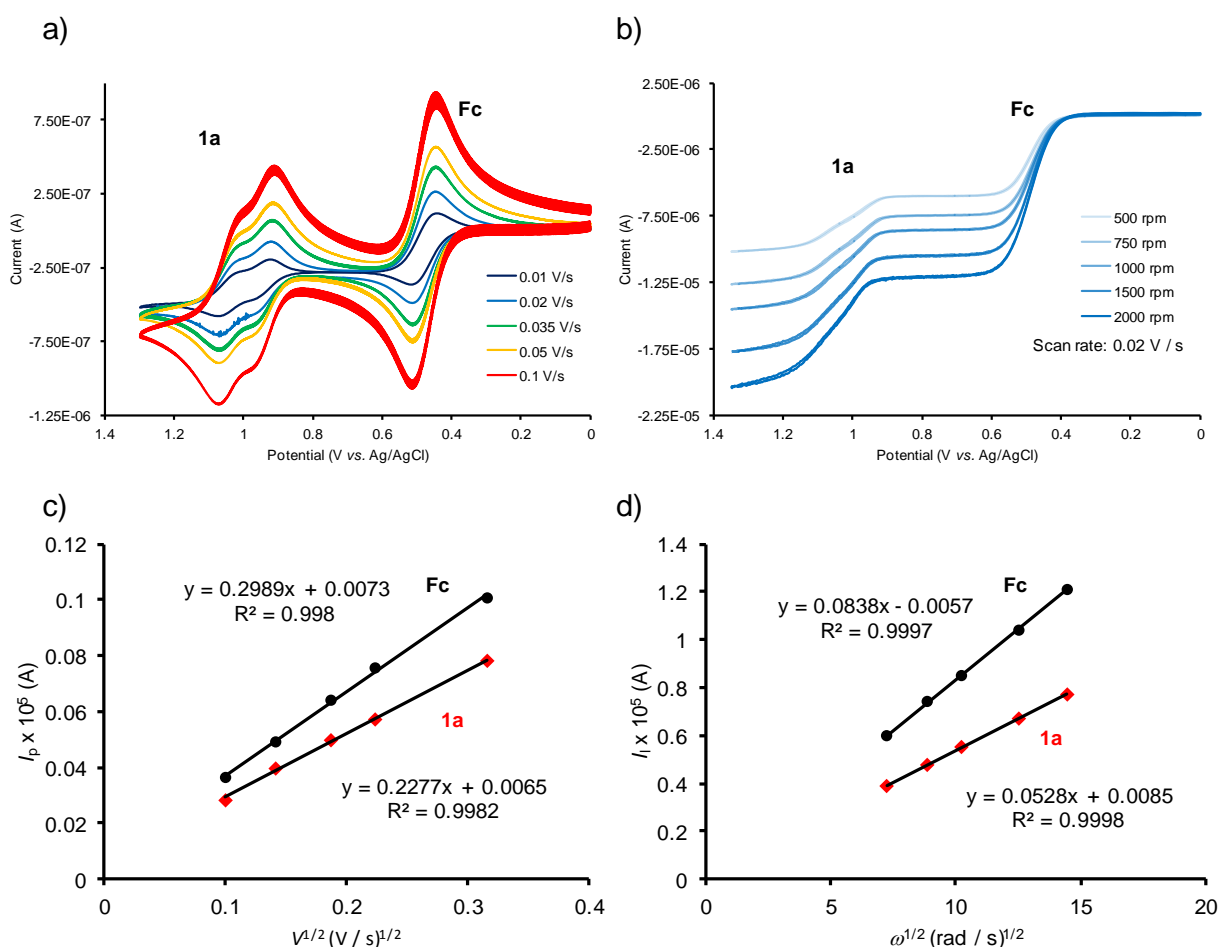 a)
1a
Fc
7.50E-07
2.50E-07
-2.50E-07
-7.50E-07
-1.25E-06
Current (A)
0.01 V/s
0.02 V/s
0.035 V/s
0.05 V/s
0.1 V/s
1.4 1.2 1 0.8 0.6 0.4 0.2 0
Potential (V vs. Ag/AgCl)
b)
Fc
1a
2.50E-06
-2.50E-06
-7.50E-06
-1.25E-05
-1.75E-05
-2.25E-05
Current (A)
500 rpm
750 rpm
1000 rpm
1500 rpm
2000 rpm
Scan rate: 0.02 V / s
1.4 1.2 1 0.8 0.6 0.4 0.2 0
Potential (V vs. Ag/AgCl)
c)
0.12
0.1
0.08
0.06
0.04
0.02
0
Ip x 10⁵ (A)
y = 0.2989x + 0.0073
R² = 0.998
Fc
1a
y = 0.2277x + 0.0065
R² = 0.9982
0 0.1 0.2 0.3 0.4
V¹ᐟ² (V / s)¹ᐟ²
d)
1.4
1.2
1
0.8
0.6
0.4
0.2
0
Il x 10⁵ (A)
Fc
y = 0.0838x - 0.0057
R² = 0.9997
1a
y = 0.0528x + 0.0085
R² = 0.9998
0 5 10 15 20
ω¹ᐟ² (rad / s)¹ᐟ²